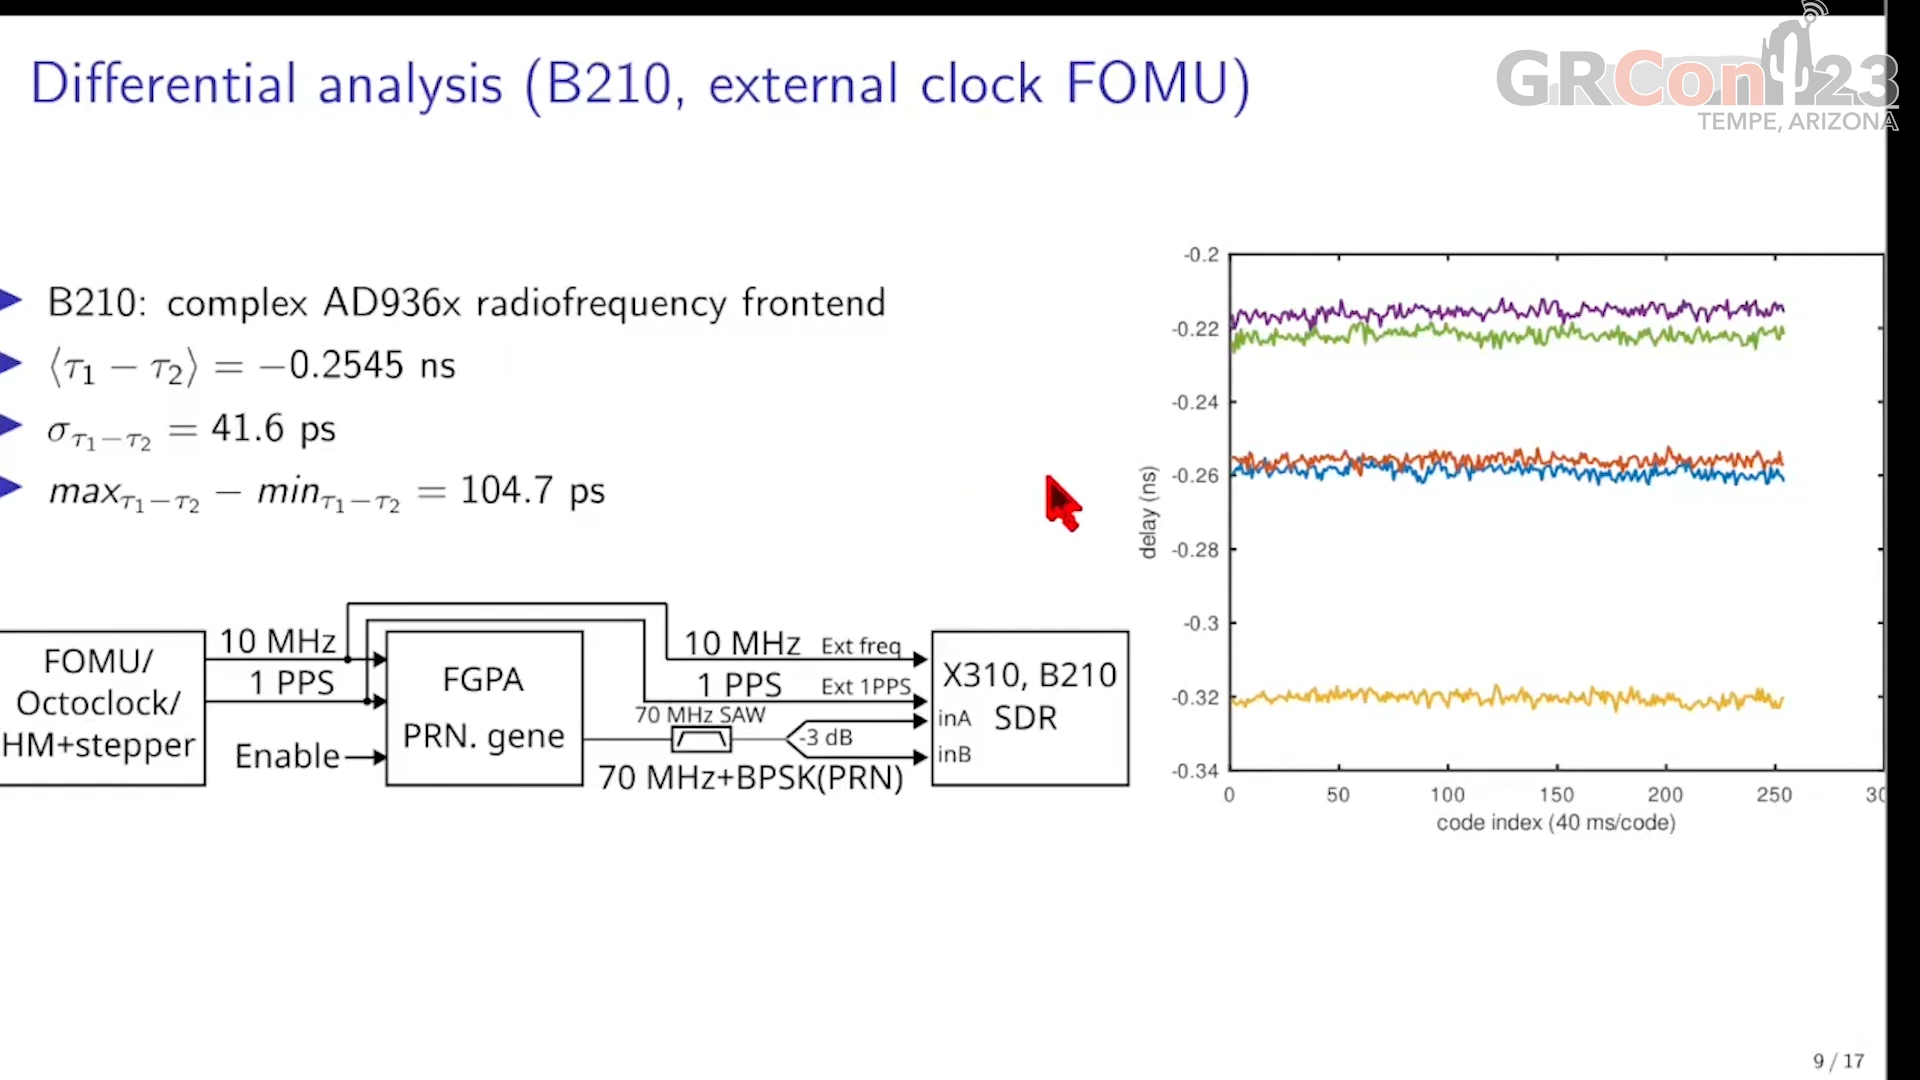 GRCon 23
TEMPE, ARIZONA
Differential analysis (B210, external clock FOMU)
B210: complex AD936x radiofrequency frontend
⟨τ1 − τ2⟩ = −0.2545 ns
στ1−τ2 = 41.6 ps
maxτ1−τ2 − minτ1−τ2 = 104.7 ps
FOMU/
Octoclock/
HM+stepper
10 MHz
1 PPS
Enable
FGPA
PRN. gene
10 MHz Ext freq
1 PPS Ext 1PPS
70 MHz SAW
-3 dB
70 MHz+BPSK(PRN)
inA
inB
X310, B210
SDR
-0.2
-0.22
-0.24
-0.26
-0.28
-0.3
-0.32
-0.34
delay (ns)
0 50 100 150 200 250 30
code index (40 ms/code)
9 / 17